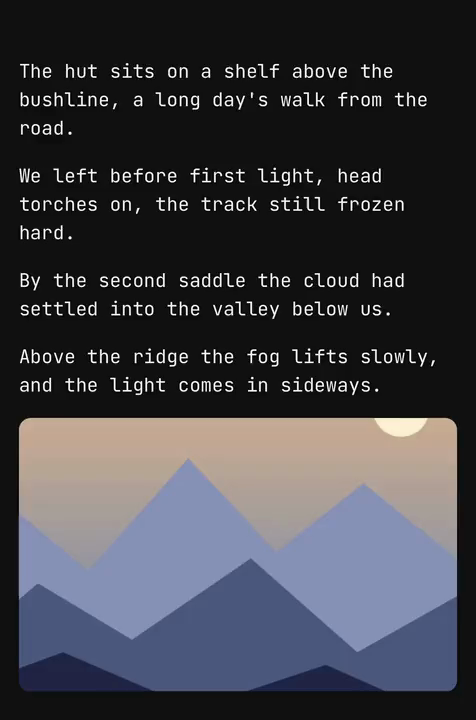 The hut sits on a shelf above the
bushline, a long day's walk from the
road.
We left before first light, head
torches on, the track still frozen
hard.
By the second saddle the cloud had
settled into the valley below us.
Above the ridge the fog lifts slowly,
and the light comes in sideways.